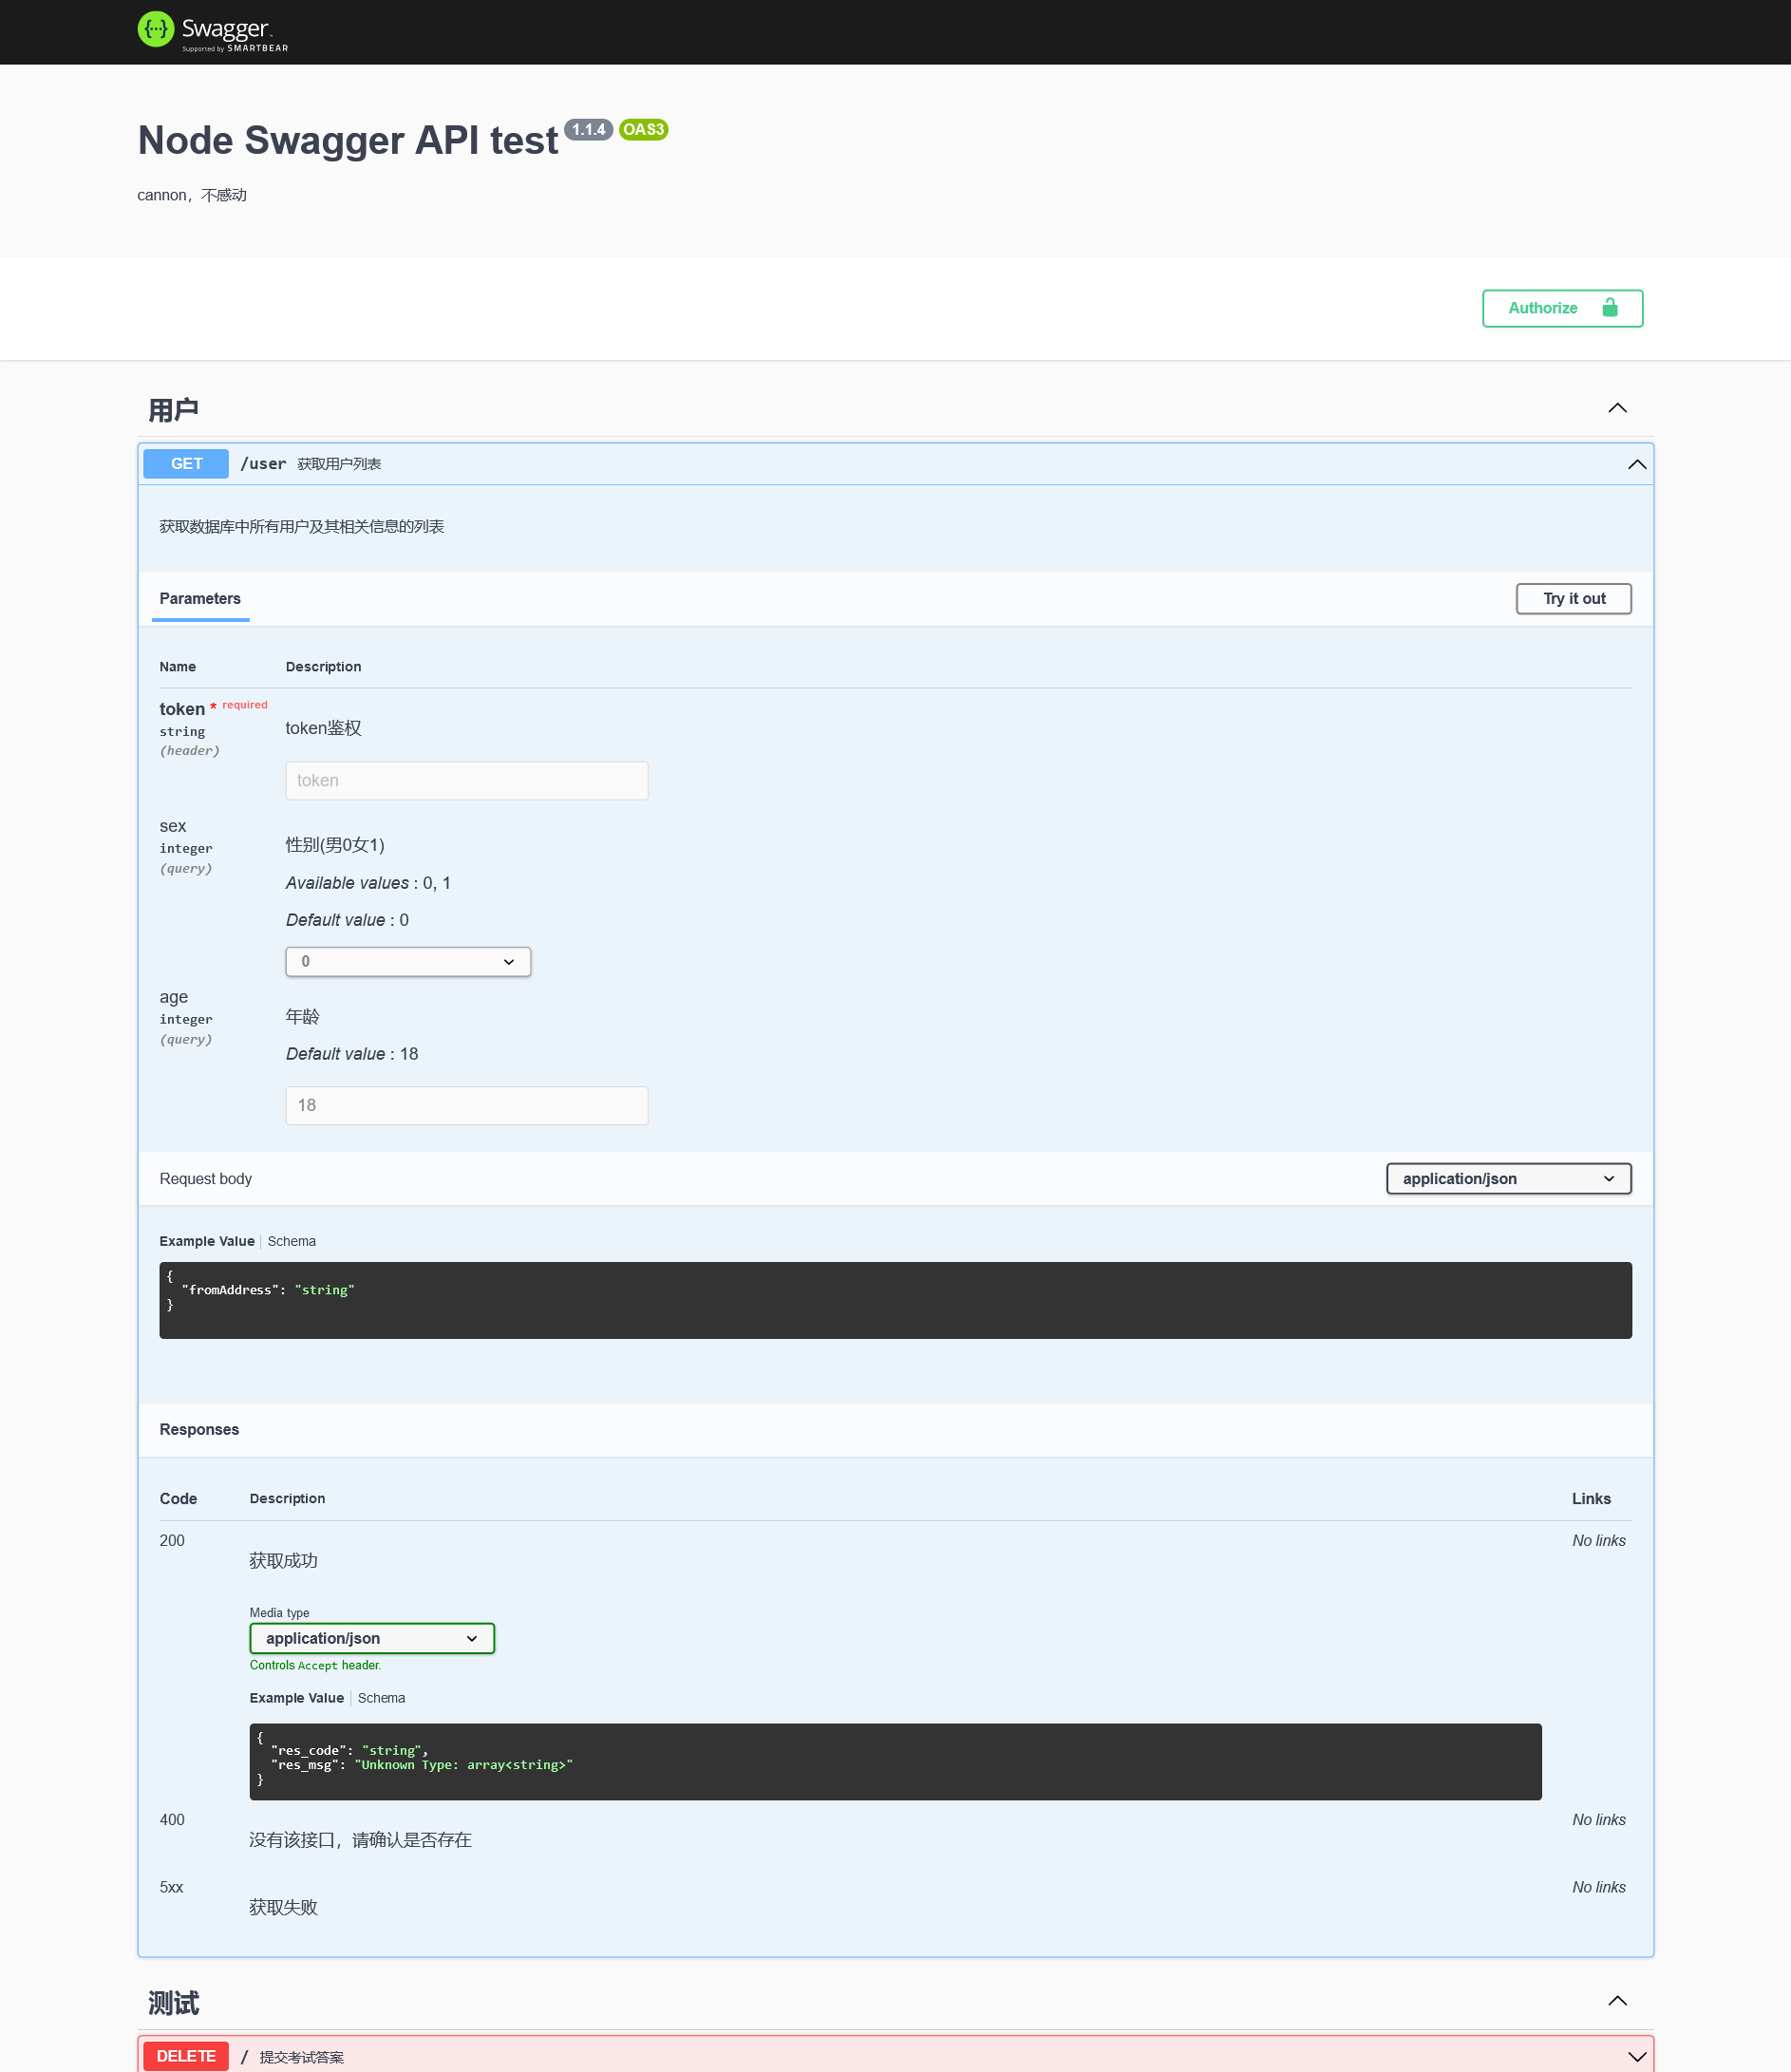 {···} Swagger™
Supported by SMARTBEAR
Node Swagger API test 1.1.4 OAS3
cannon，不感动
Authorize
用户
GET /user 获取用户列表
获取数据库中所有用户及其相关信息的列表
Parameters Try it out
Name Description
token * required
string
(header)
token鉴权
token
sex
integer
(query)
性别(男0女1)
Available values : 0, 1
Default value : 0
0
age
integer
(query)
年龄
Default value : 18
18
Request body application/json
Example Value Schema
{
"fromAddress": "string"
}
Responses
Code Description Links
200 No links
获取成功
Media type
application/json
Controls Accept header.
Example Value Schema
{
"res_code": "string",
"res_msg": "Unknown Type: array<string>"
}
400 No links
没有该接口，请确认是否存在
5xx No links
获取失败
测试
DELETE / 提交考试答案